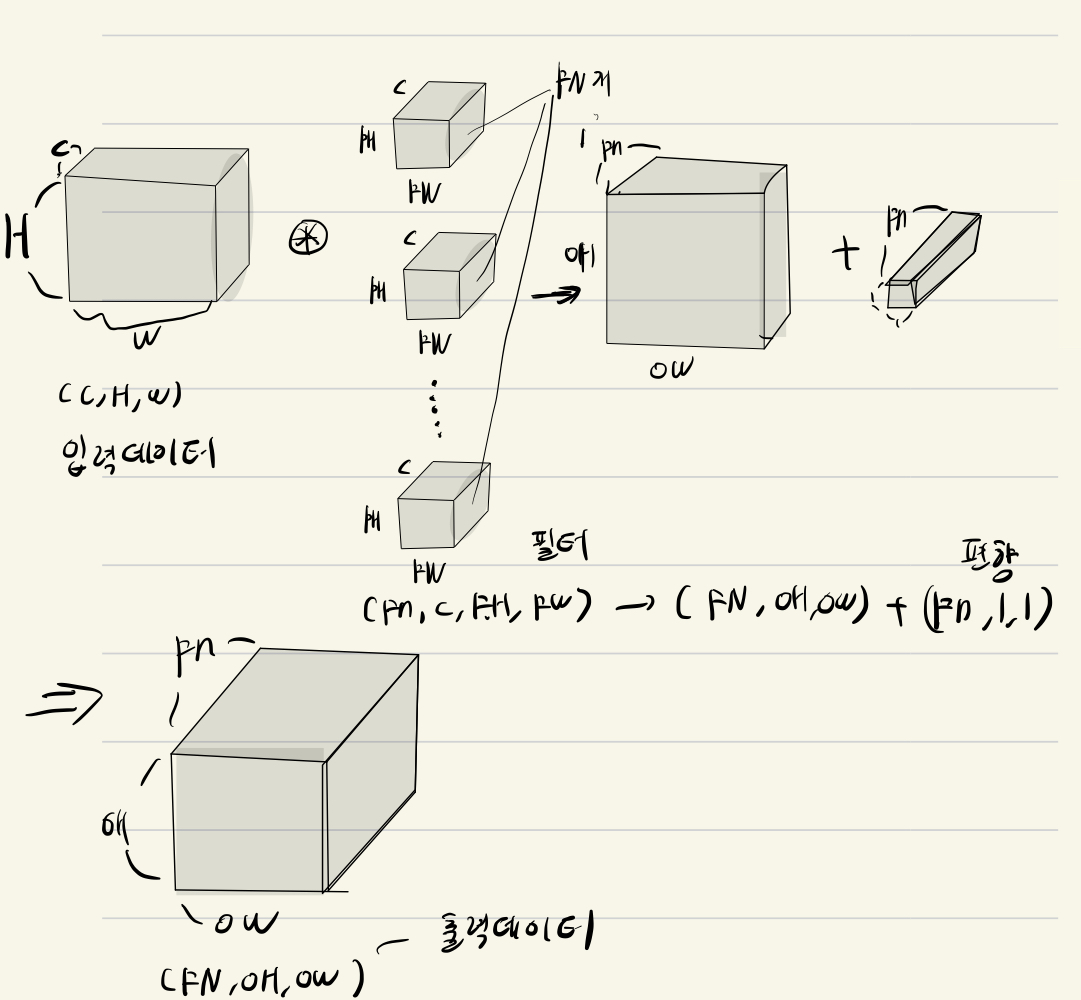 C
H
W
(C, H, W)
입력데이터
C
FH
FW
C
FH
FW
C
FH
FW
FN개
FN
OH
OW
+
FN
필터
편향
(Fn, C, FH, FW) → (FN, OH, OW) + (Fn, 1, 1)
Fn
OH
OW
출력데이터
(FN, OH, OW)